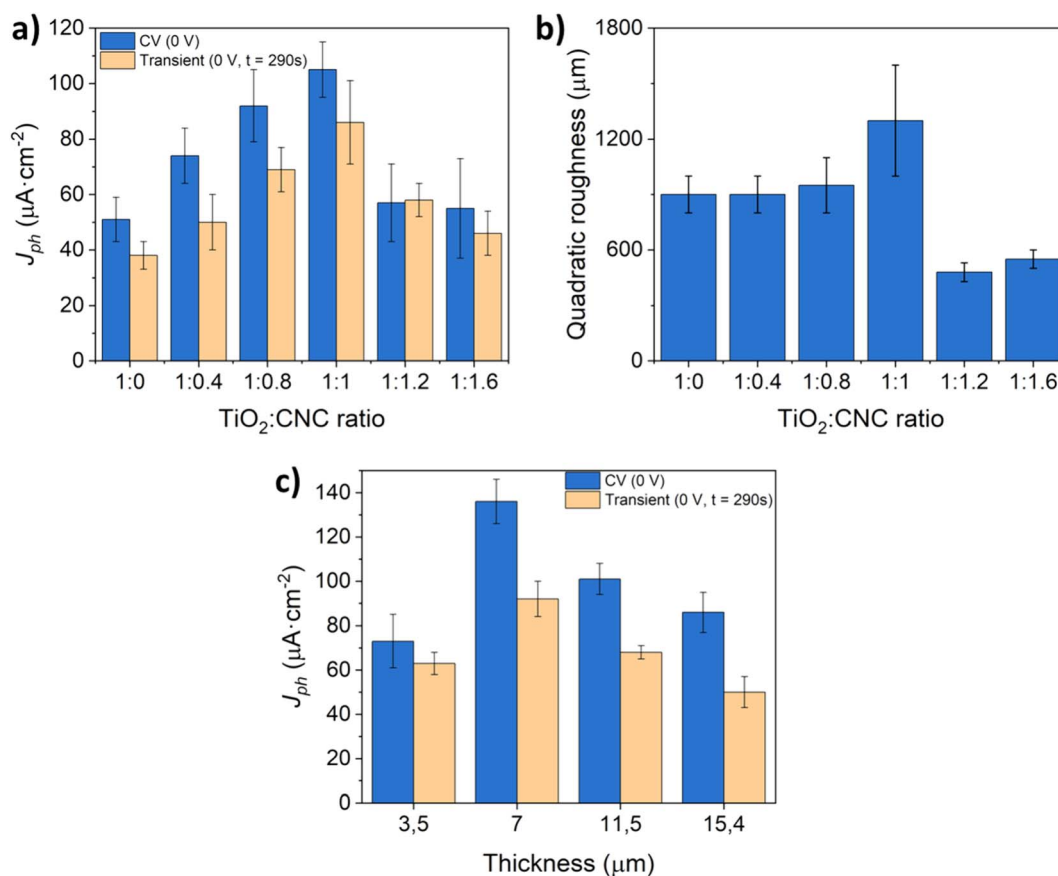 a)
CV (0 V)
Transient (0 V, t = 290s)
120
100
80
60
40
20
0
J_ph (μA·cm⁻²)
1:0 1:0.4 1:0.8 1:1 1:1.2 1:1.6
TiO₂:CNC ratio
b)
1800
1200
600
0
Quadratic roughness (μm)
1:0 1:0.4 1:0.8 1:1 1:1.2 1:1.6
TiO₂:CNC ratio
c)
CV (0 V)
Transient (0 V, t = 290s)
140
120
100
80
60
40
20
0
J_ph (μA·cm⁻²)
3,5 7 11,5 15,4
Thickness (μm)